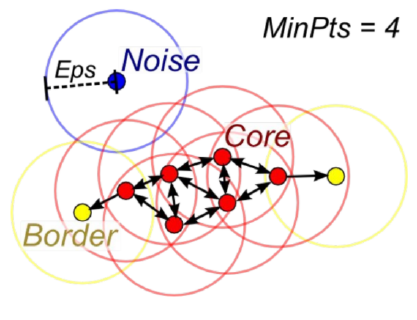 MinPts = 4
Noise
Eps
Core
Border